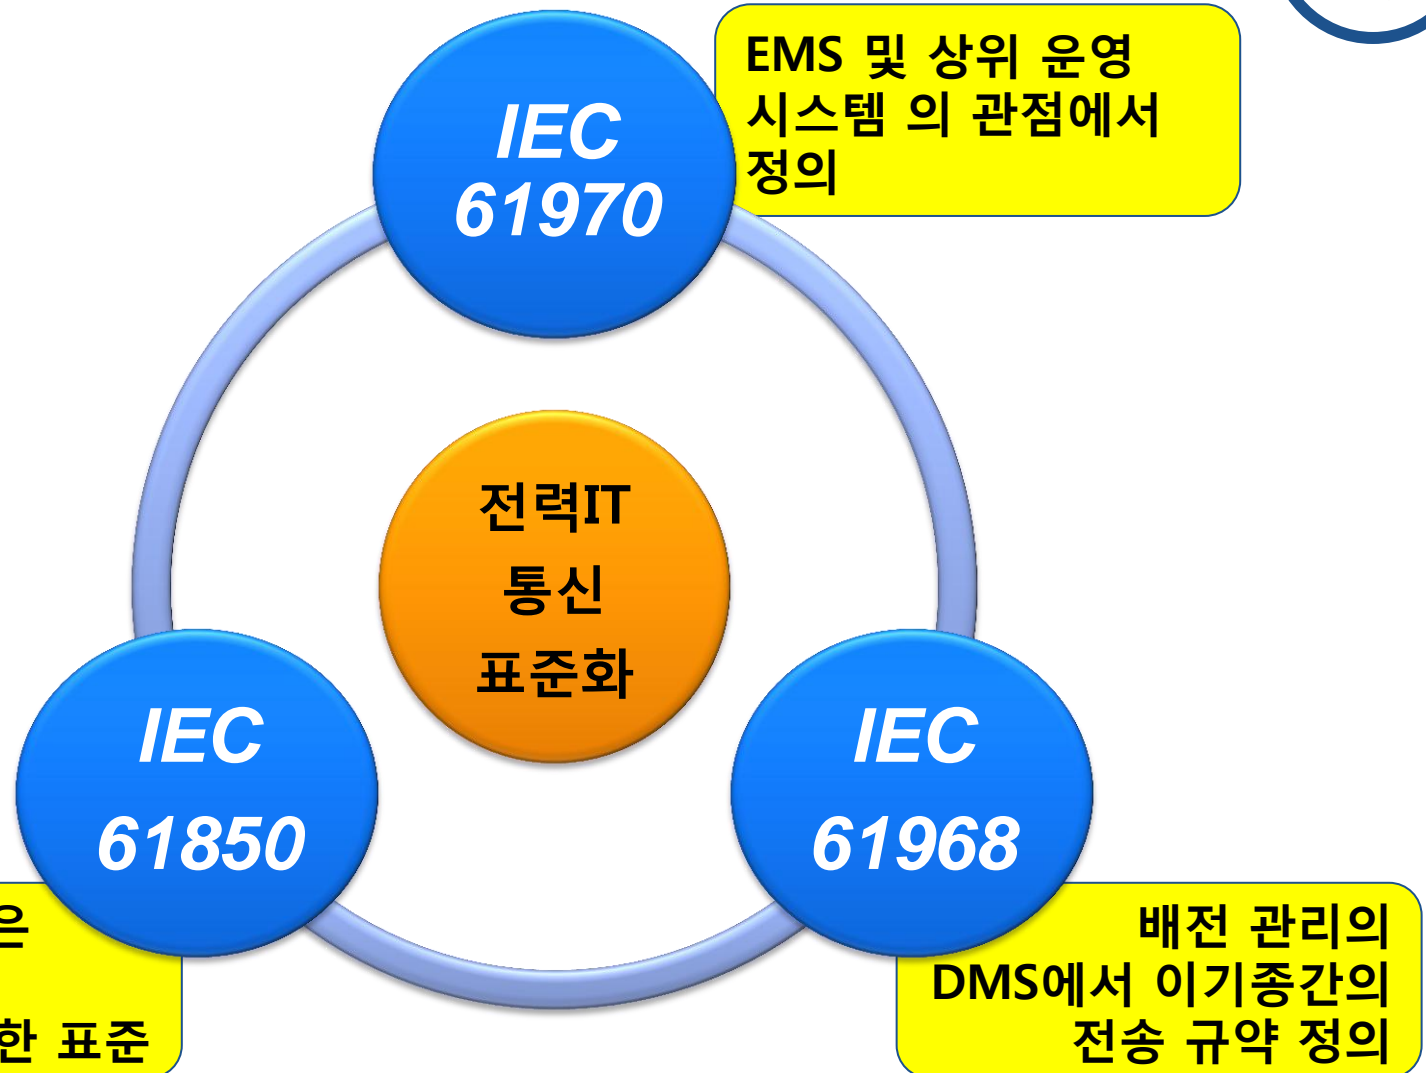 EMS 및 상위 운영
시스템 의 관점에서
정의
IEC
61970
전력IT
통신
표준화
IEC
61850
IEC
61968
은
한 표준
배전 관리의
DMS에서 이기종간의
전송 규약 정의